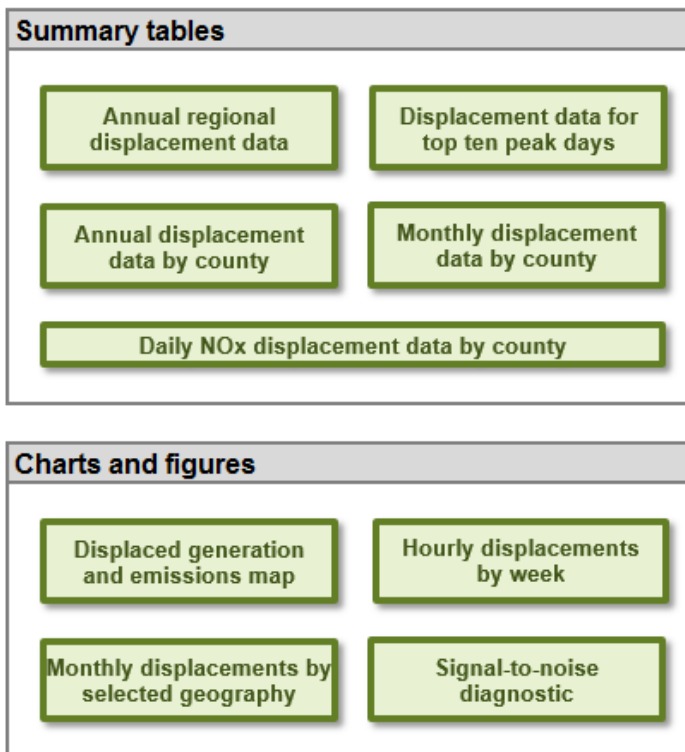 Summary tables
Annual regional
displacement data
Displacement data for
top ten peak days
Annual displacement
data by county
Monthly displacement
data by county
Daily NOx displacement data by county
Charts and figures
Displaced generation
and emissions map
Hourly displacements
by week
Monthly displacements by
selected geography
Signal-to-noise
diagnostic